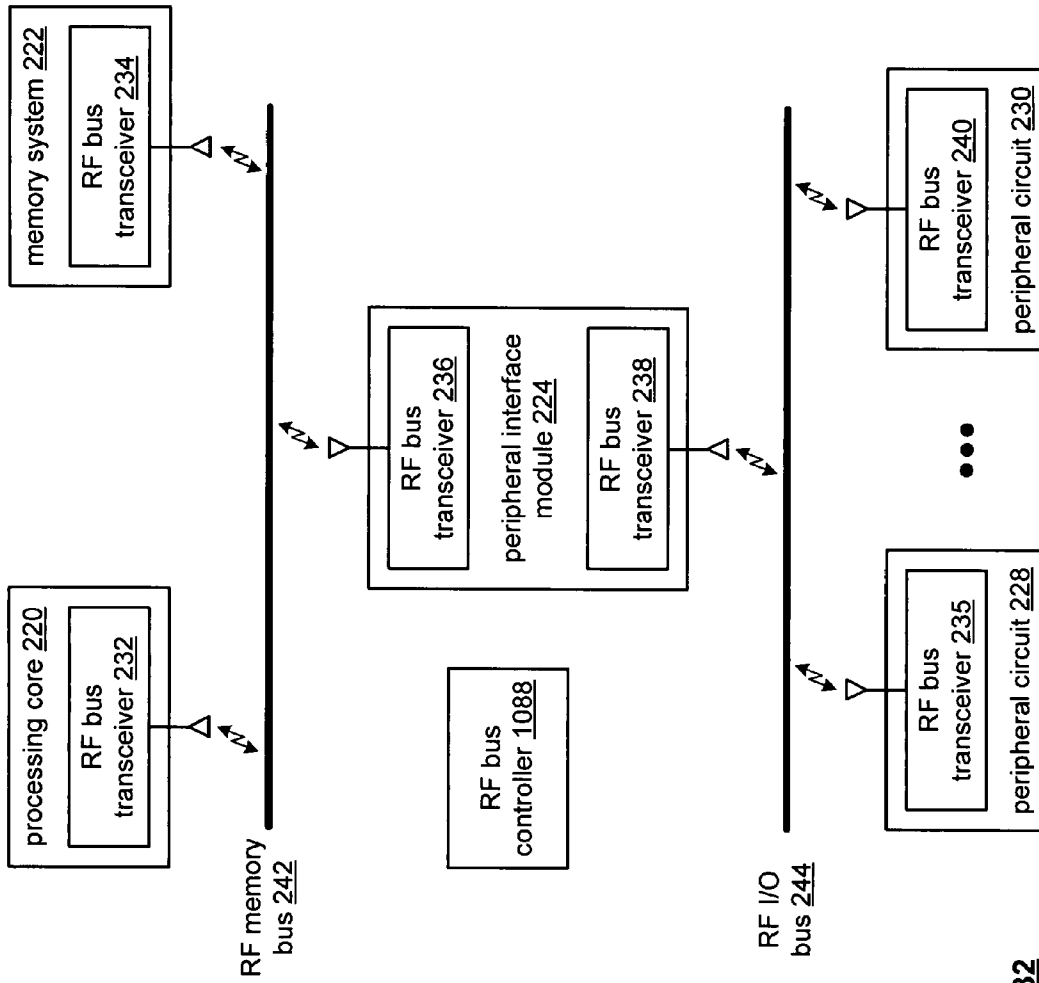 processing core 220
RF bus
transceiver 232
memory system 222
RF bus
transceiver 234
RF memory
bus 242
RF bus
transceiver 236
peripheral interface
module 224
RF bus
transceiver 238
RF bus
controller 1088
RF I/O
bus 244
RF bus
transceiver 235
peripheral circuit 228
RF bus
transceiver 240
peripheral circuit 230